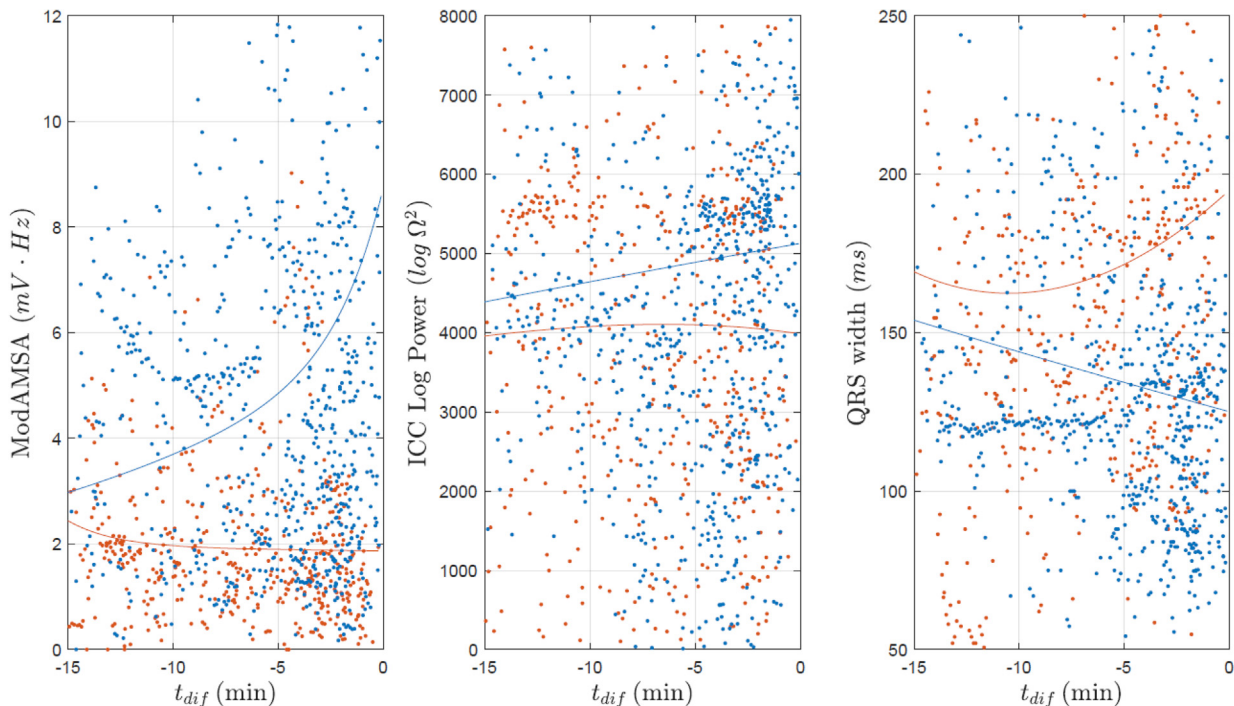 12
10
8
6
4
2
0
ModAMSA (mV · Hz)
-15 -10 -5 0
t_dif (min)
8000
7000
6000
5000
4000
3000
2000
1000
0
ICC Log Power (log Ω²)
-15 -10 -5 0
t_dif (min)
250
200
150
100
50
QRS width (ms)
-15 -10 -5 0
t_dif (min)